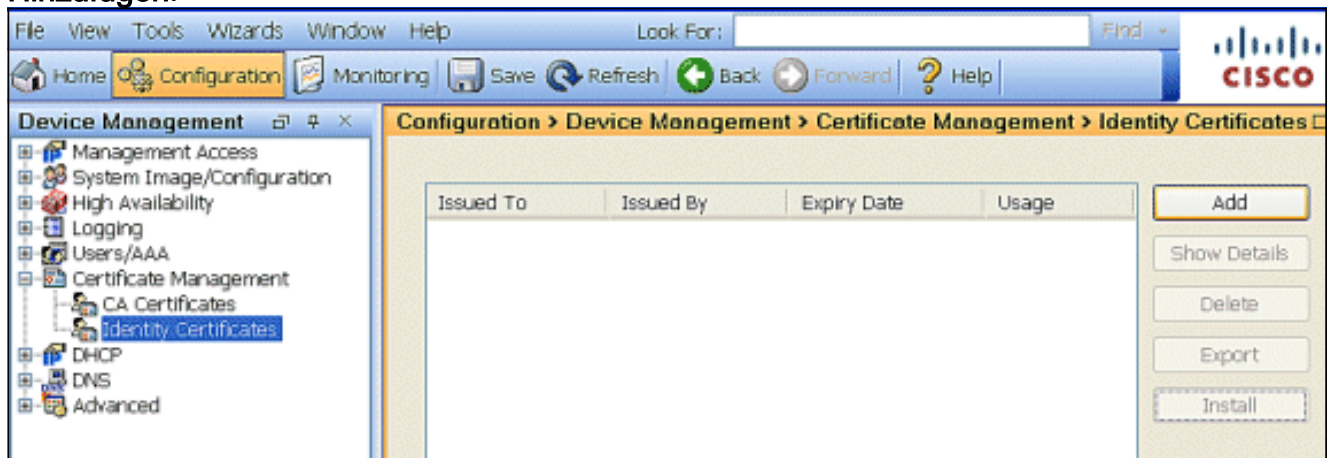 File View Tools Wizards Window Help Look For: Find
Home Configuration Monitoring Save Refresh Back Forward Help
CISCO
Device Management
Configuration > Device Management > Certificate Management > Identity Certificates
Management Access
System Image/Configuration
High Availability
Logging
Users/AAA
Certificate Management
CA Certificates
Identity Certificates
DHCP
DNS
Advanced
Issued To Issued By Expiry Date Usage
Add
Show Details
Delete
Export
Install